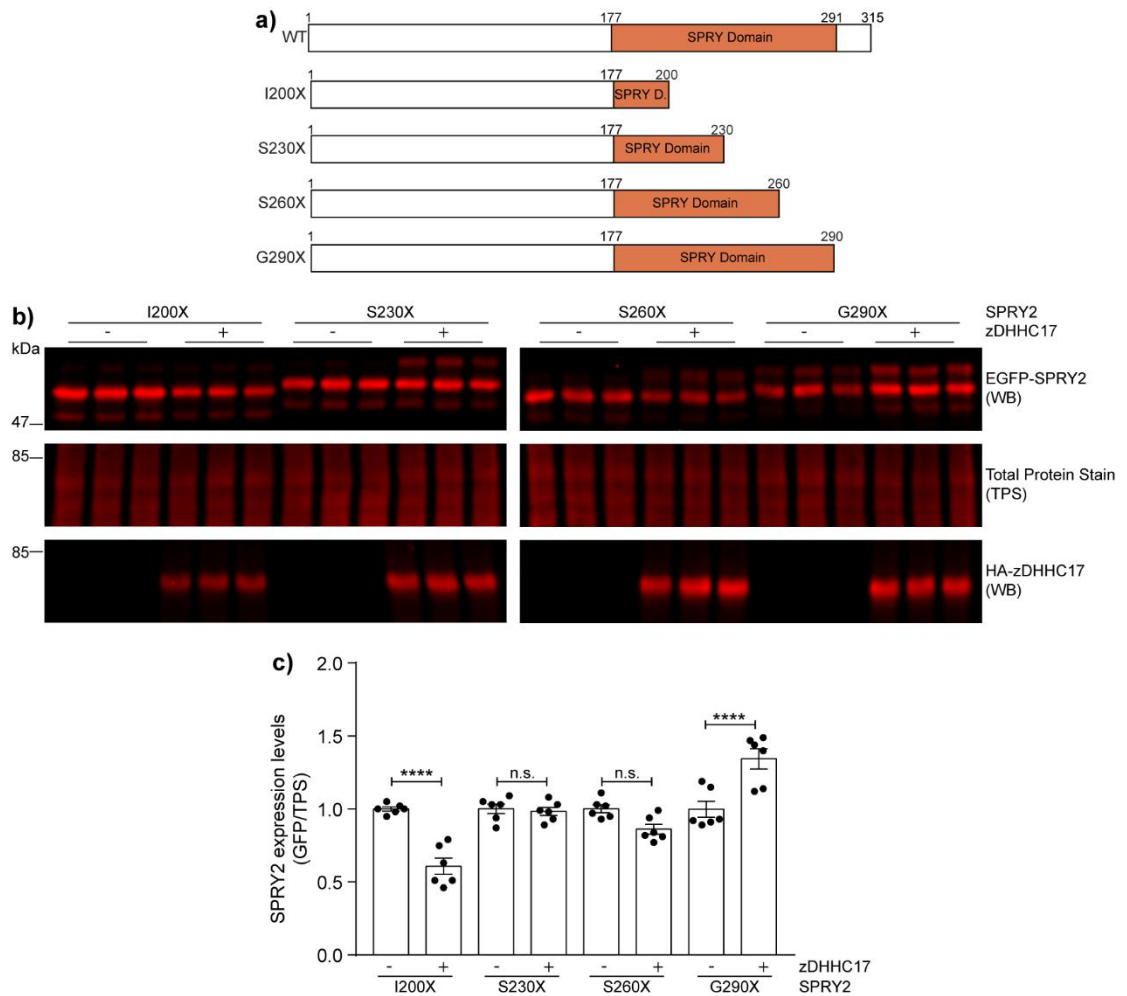 a)
1 177 291 315
WT SPRY Domain
1 177 200
I200X SPRY D.
1 177 230
S230X SPRY Domain
1 177 260
S260X SPRY Domain
1 177 290
G290X SPRY Domain
b) I200X S230X S260X G290X SPRY2
- + - + - + - + zDHHC17
kDa
EGFP-SPRY2
(WB)
47
85
Total Protein Stain
(TPS)
85
HA-zDHHC17
(WB)
c)
SPRY2 expression levels
(GFP/TPS)
2.0
1.5
1.0
0.5
0.0
**** n.s. n.s. ****
- + - + - + - + zDHHC17
I200X S230X S260X G290X SPRY2